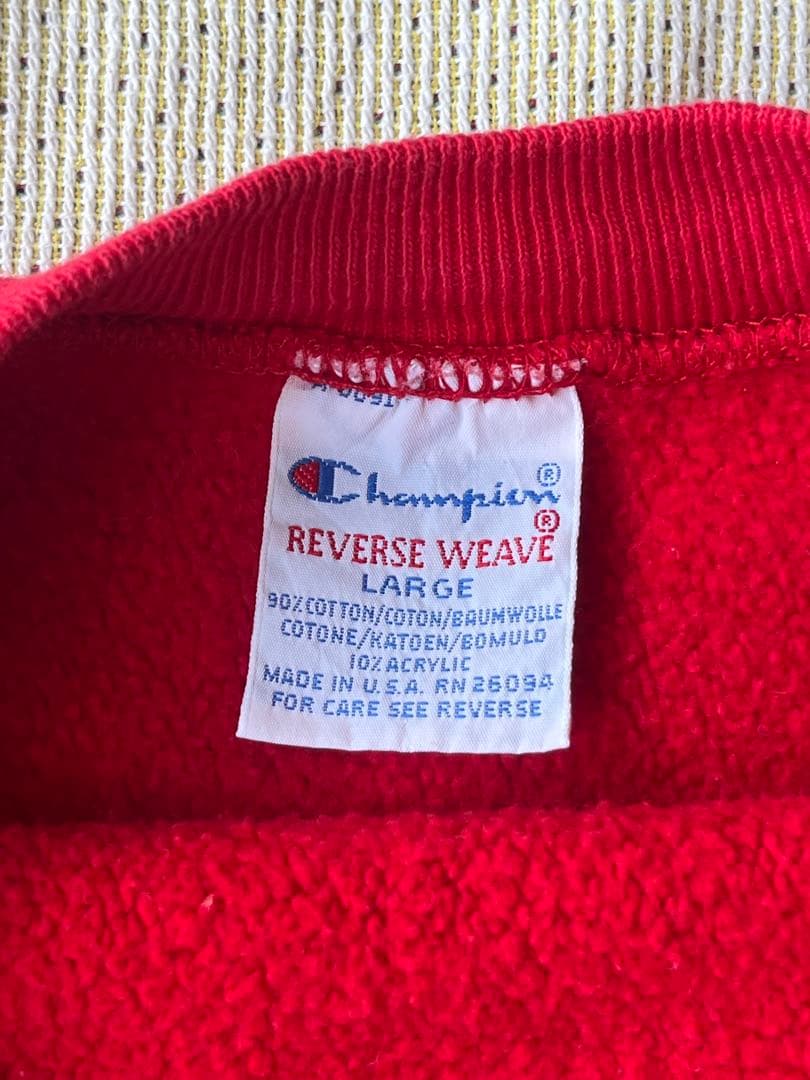 Champion®
REVERSE WEAVE®
LARGE
90% COTTON/COTON/BAUMWOLLE
COTONE/KATOEN/BOMULD
10% ACRYLIC
MADE IN U.S.A. RN 26094
FOR CARE SEE REVERSE